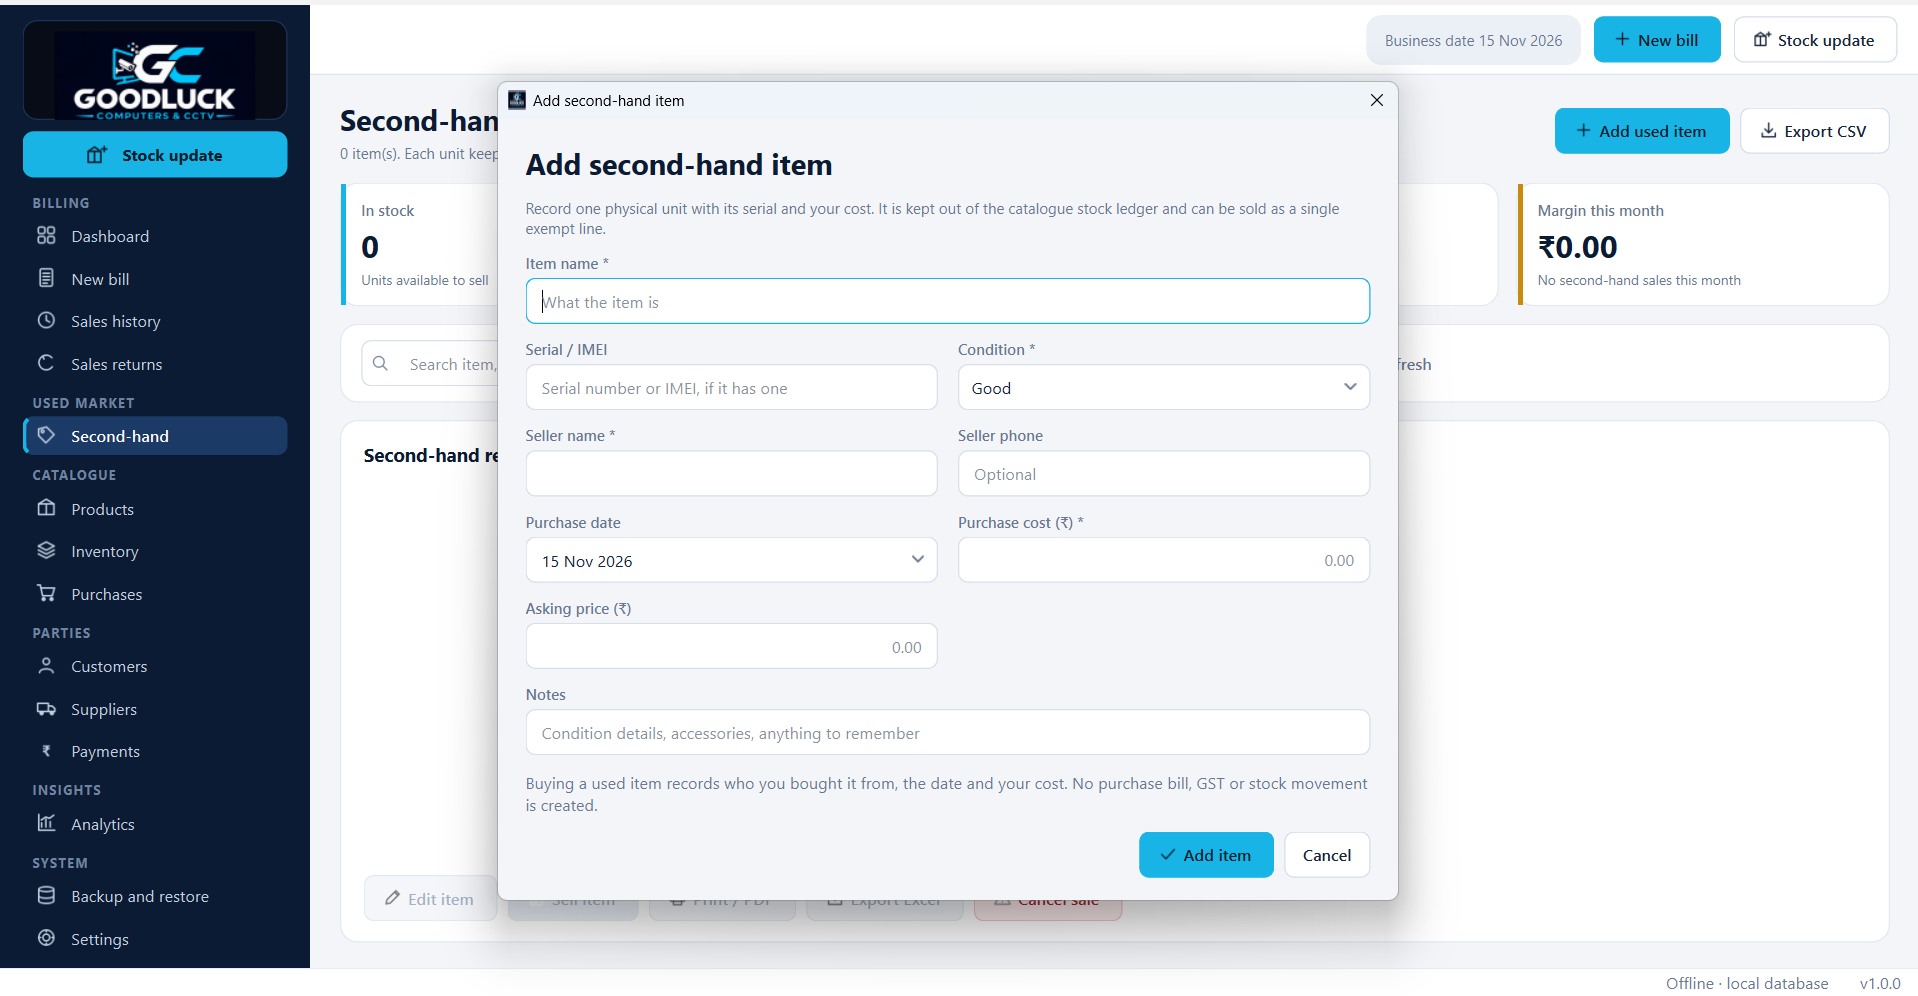 GC
GOODLUCK
COMPUTERS & CCTV
Stock update
BILLING
Dashboard
New bill
Sales history
Sales returns
USED MARKET
Second-hand
CATALOGUE
Products
Inventory
Purchases
PARTIES
Customers
Suppliers
₹ Payments
INSIGHTS
Analytics
SYSTEM
Backup and restore
Settings
Business date 15 Nov 2026
+ New bill
Stock update
Second-han
0 item(s). Each unit keep
+ Add used item
Export CSV
In stock
0
Units available to sell
Margin this month
₹0.00
No second-hand sales this month
Search item,
fresh
Second-hand re
Add second-hand item
Add second-hand item
Record one physical unit with its serial and your cost. It is kept out of the catalogue stock ledger and can be sold as a single
exempt line.
Item name *
What the item is
Serial / IMEI
Condition *
Serial number or IMEI, if it has one
Good
Seller name *
Seller phone
Optional
Purchase date
Purchase cost (₹) *
15 Nov 2026
0.00
Asking price (₹)
0.00
Notes
Condition details, accessories, anything to remember
Buying a used item records who you bought it from, the date and your cost. No purchase bill, GST or stock movement
is created.
Add item
Cancel
Edit item
Sell item
Print / PDF
Export Excel
Cancel sale
Offline · local database
v1.0.0